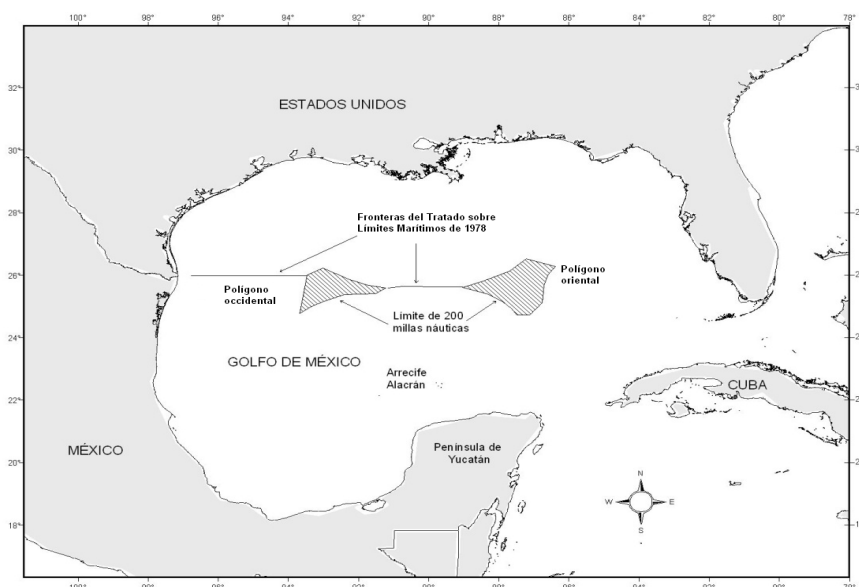 100° 98° 96° 94° 92° 90° 88° 86° 84° 82° 80° 78°
32°
ESTADOS UNIDOS
30°
28°
Fronteras del Tratado sobre
Límites Marítimos de 1978
26°
Polígono
occidental
Polígono
oriental
Límite de 200
millas náuticas
24°
GOLFO DE MÉXICO
Arrecife
Alacrán
CUBA
22°
MÉXICO
Península de
Yucatán
20°
N
W E
S
18°